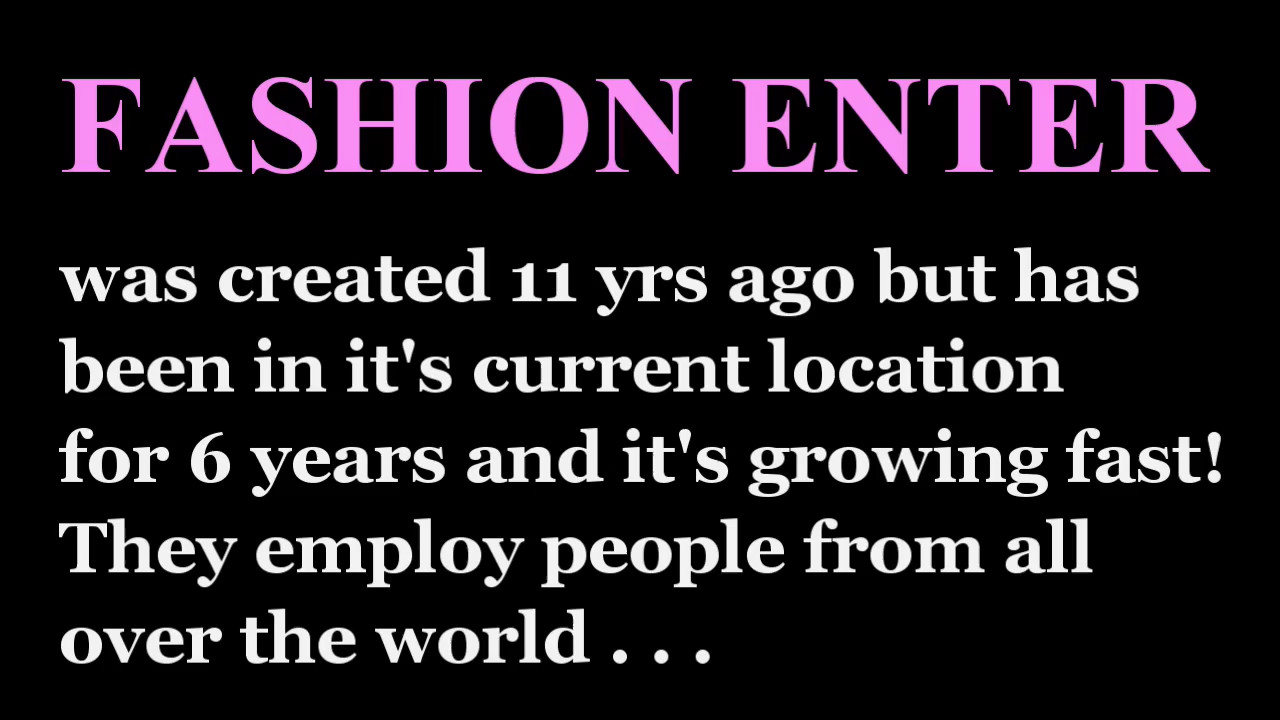 FASHION ENTER
was created 11 yrs ago but has
been in it's current location
for 6 years and it's growing fast!
They employ people from all
over the world . . .